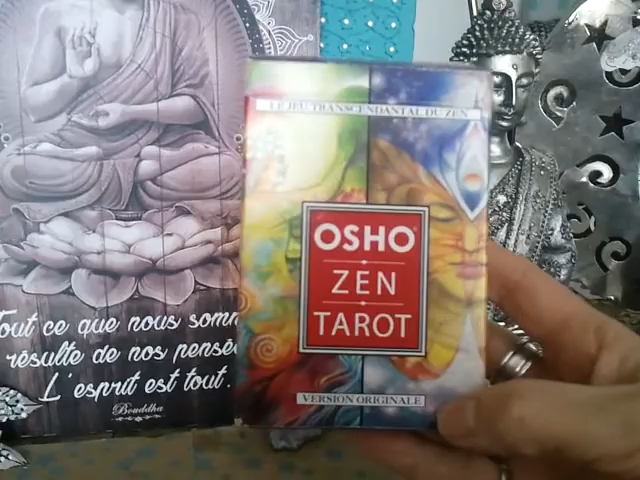 LE JEU TRANSCENDANTAL DU ZEN
OSHO
ZEN
TAROT
VERSION ORIGINALE
Tout ce que nous som
résulte de nos pensé
L'esprit est tout.
Bouddha